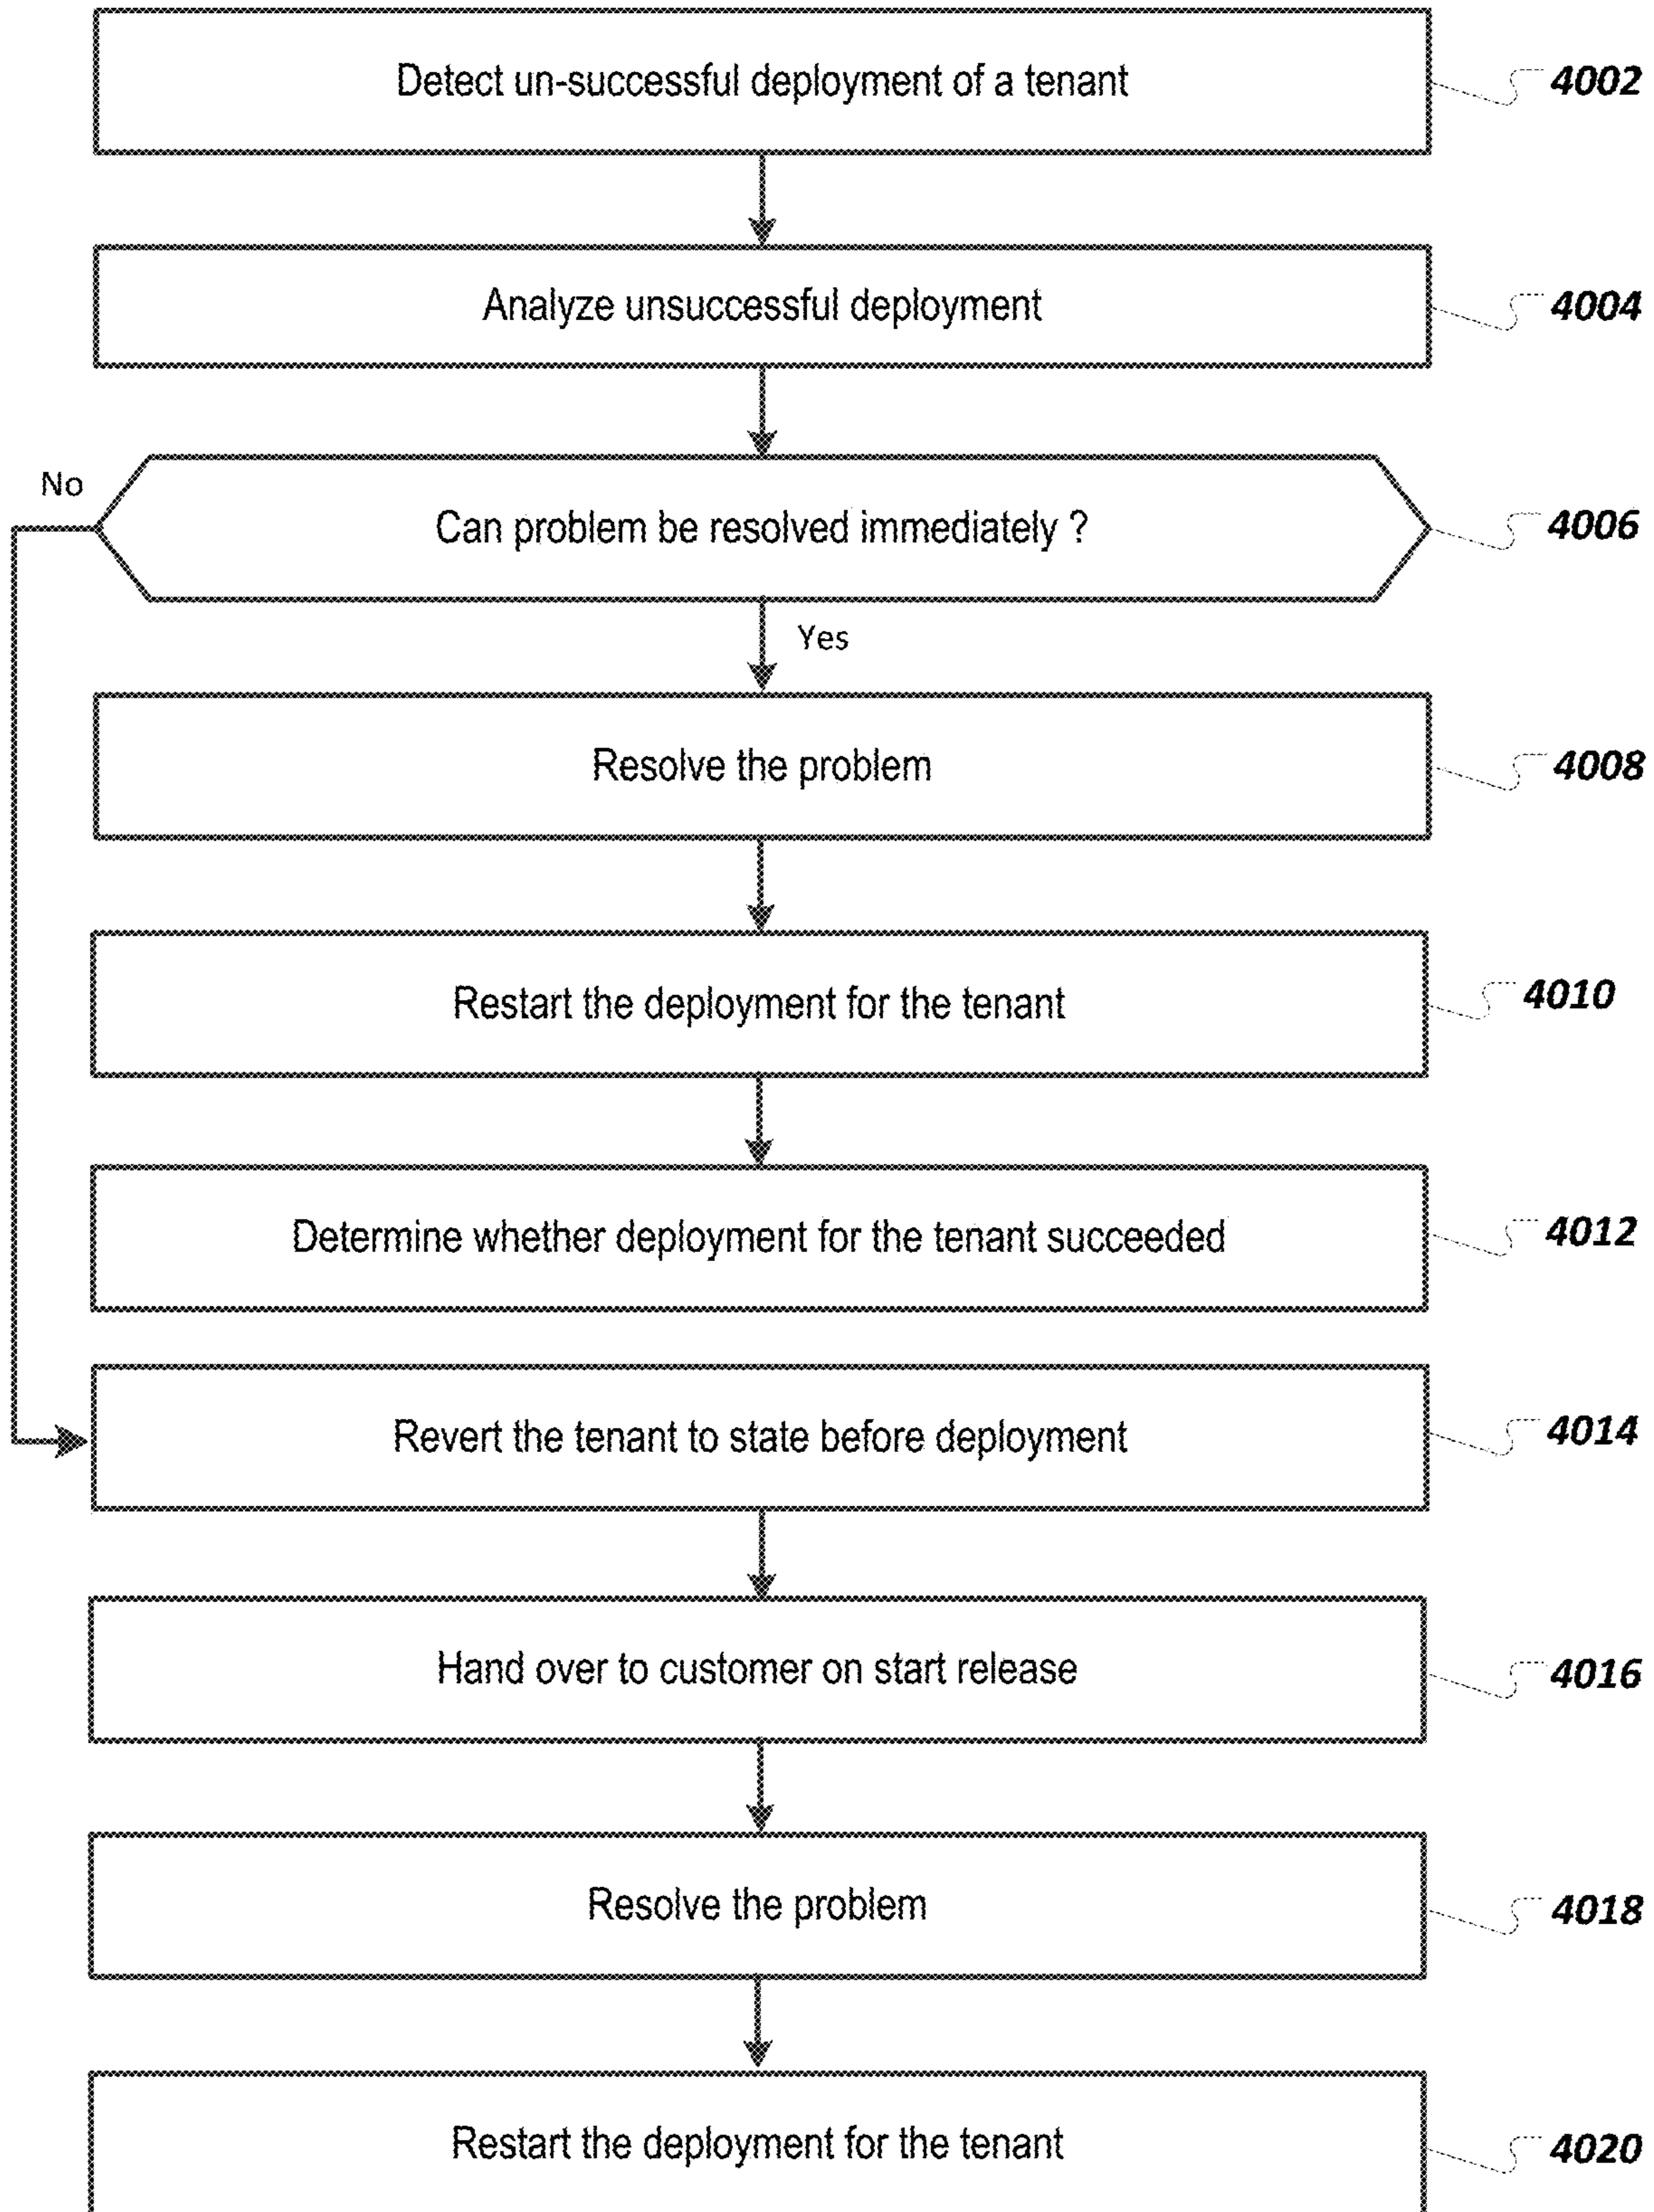 Detect un-successful deployment of a tenant
4002
Analyze unsuccessful deployment
4004
No
Can problem be resolved immediately ?
4006
Yes
Resolve the problem
4008
Restart the deployment for the tenant
4010
Determine whether deployment for the tenant succeeded
4012
Revert the tenant to state before deployment
4014
Hand over to customer on start release
4016
Resolve the problem
4018
Restart the deployment for the tenant
4020